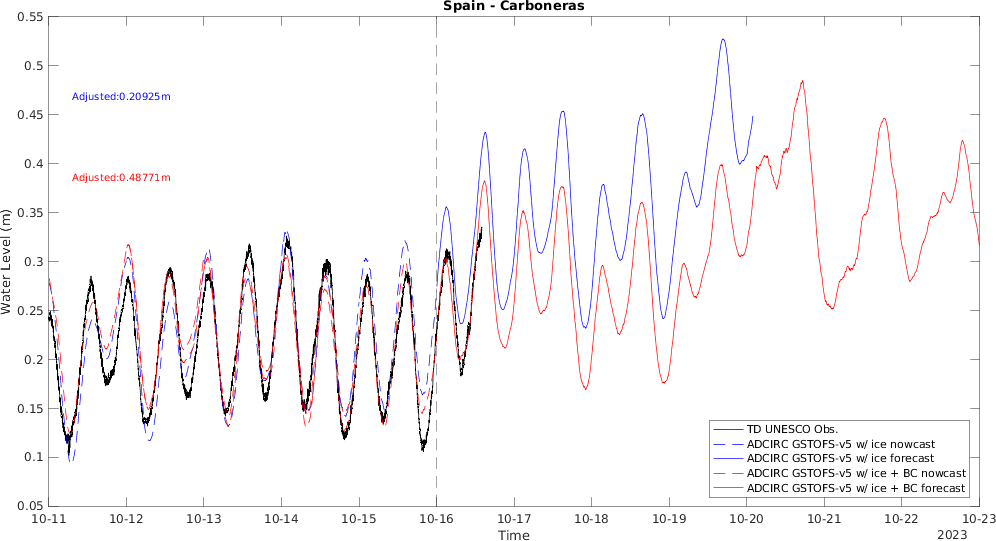 Spain - Carboneras
0.55
0.5
0.45
0.4
0.35
0.3
0.25
0.2
0.15
0.1
0.05
Water Level (m)
Adjusted:0.20925m
Adjusted:0.48771m
TD UNESCO Obs.
ADCIRC GSTOFS-v5 w/ ice nowcast
ADCIRC GSTOFS-v5 w/ ice forecast
ADCIRC GSTOFS-v5 w/ ice + BC nowcast
ADCIRC GSTOFS-v5 w/ ice + BC forecast
10-11 10-12 10-13 10-14 10-15 10-16 10-17 10-18 10-19 10-20 10-21 10-22 10-23
Time
2023